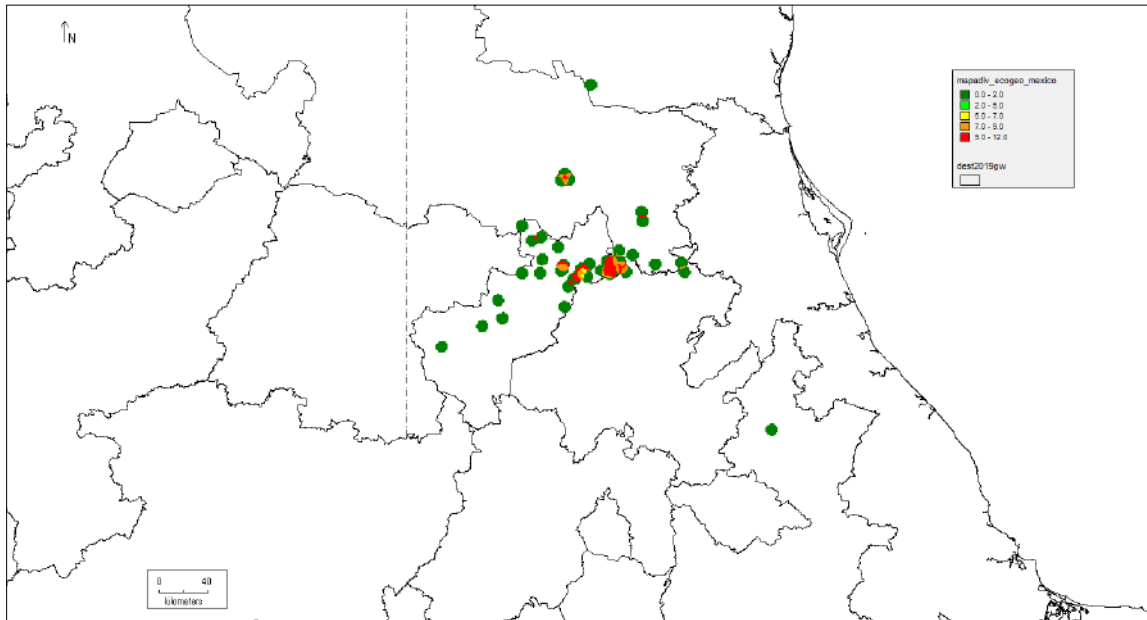 N
mapadiv_ecogeo_mexico
0.0 - 2.0
2.0 - 5.0
5.0 - 7.0
7.0 - 9.0
9.0 - 12.0
dest2019gw
0 40
kilometers